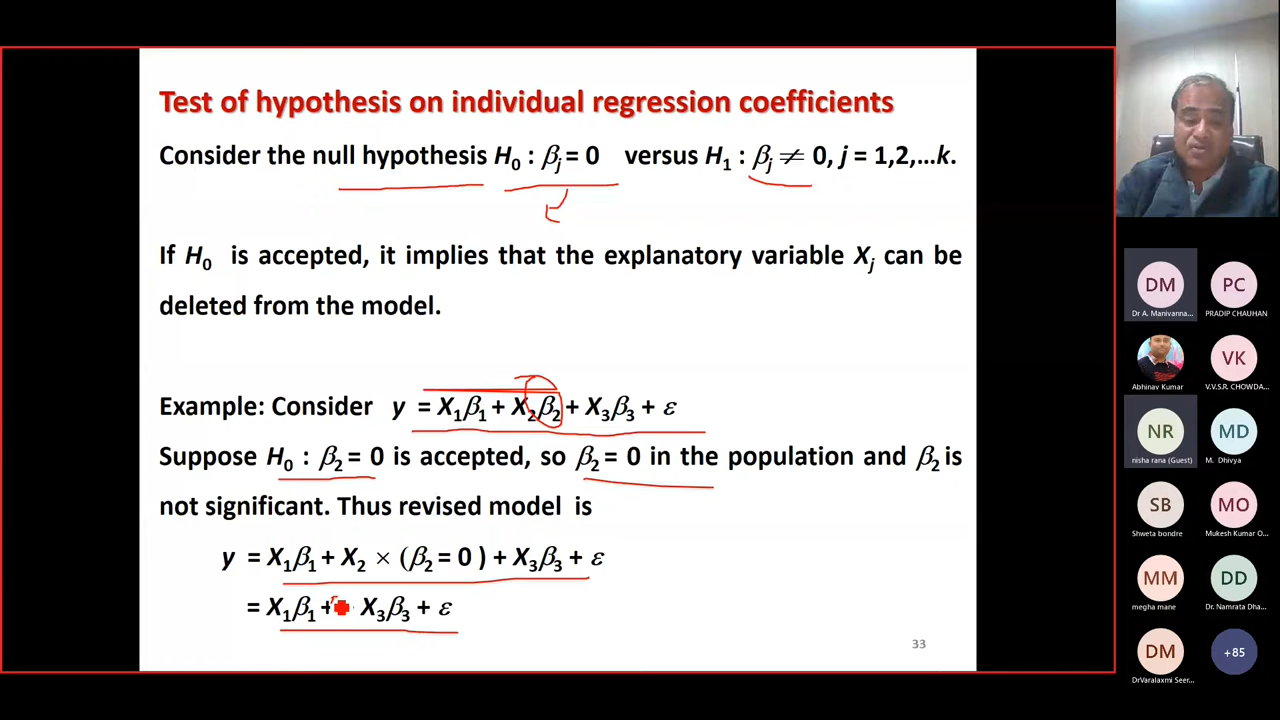 Test of hypothesis on individual regression coefficients
Consider the null hypothesis H₀ : βⱼ = 0 versus H₁ : βⱼ ≠ 0, j = 1,2,...k.
If H₀ is accepted, it implies that the explanatory variable Xⱼ can be
deleted from the model.
Example: Consider y = X₁β₁ + X₂β₂ + X₃β₃ + ε
Suppose H₀ : β₂ = 0 is accepted, so β₂ = 0 in the population and β₂ is
not significant. Thus revised model is
y = X₁β₁ + X₂ × (β₂ = 0 ) + X₃β₃ + ε
= X₁β₁ + X₃β₃ + ε
33
DM
Dr A. Manivanna...
PC
PRADIP CHAUHAN
Abhinav Kumar
VK
V.V.S.R. CHOWDA...
NR
nisha rana (Guest)
MD
M. Dhivya
SB
Shweta bondre
MO
Mukesh Kumar O...
MM
megha mane
DD
Dr. Namrata Dha...
DM
DrVaralaxmi Seer...
+85